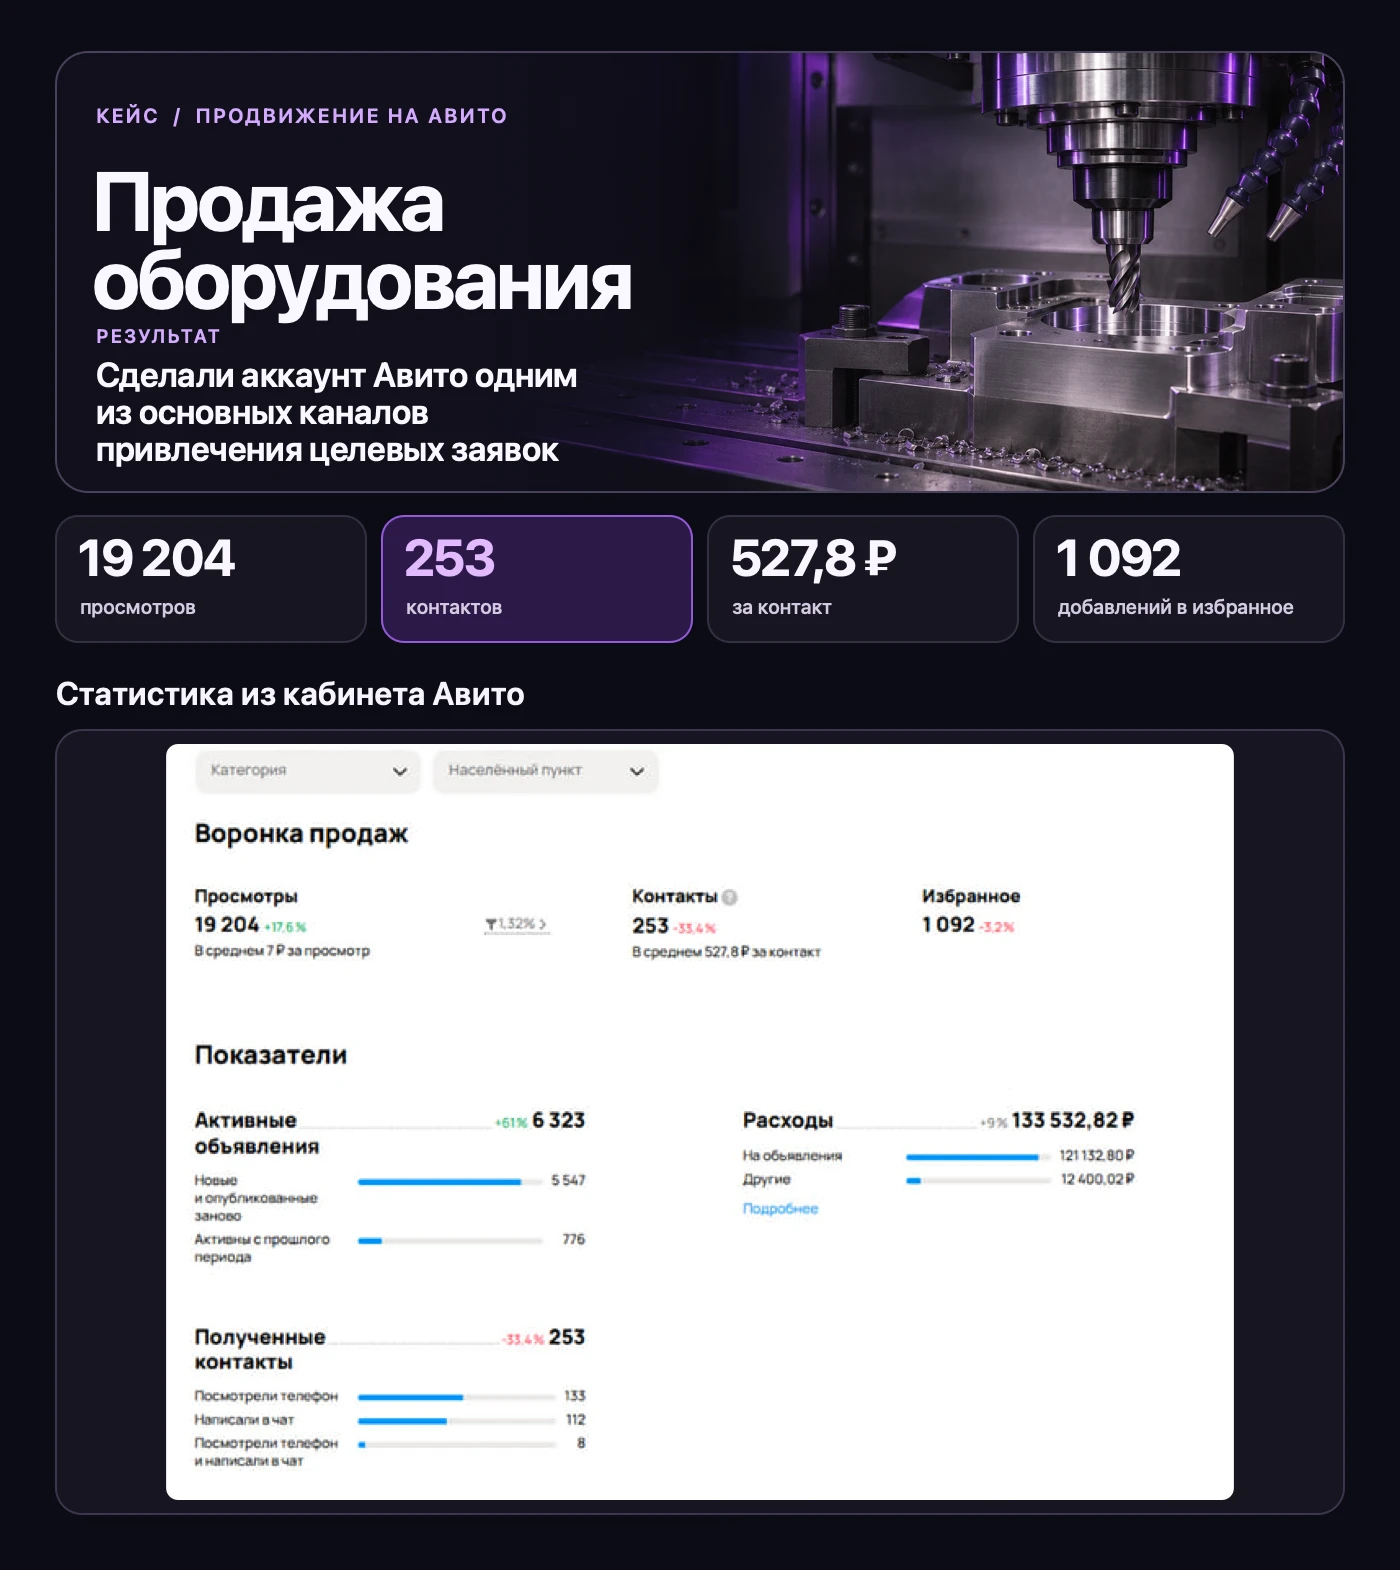 КЕЙС / ПРОДВИЖЕНИЕ НА АВИТО
Продажа
оборудования
РЕЗУЛЬТАТ
Сделали аккаунт Авито одним
из основных каналов
привлечения целевых заявок
19 204
просмотров
253
контактов
527,8 ₽
за контакт
1 092
добавлений в избранное
Статистика из кабинета Авито
Категория
Населённый пункт
Воронка продаж
Просмотры
19 204 +17,6%
В среднем 7 ₽ за просмотр
1,32% >
Контакты ?
253 -33,4%
В среднем 527,8 ₽ за контакт
Избранное
1 092 -3,2%
Показатели
Активные объявления +61% 6 323
Новые
и опубликованные
заново 5 547
Активны с прошлого
периода 776
Расходы +9% 133 532,82 ₽
На объявления 121 132,80 ₽
Другие 12 400,02 ₽
Подробнее
Полученные контакты -33,4% 253
Посмотрели телефон 133
Написали в чат 112
Посмотрели телефон
и написали в чат 8